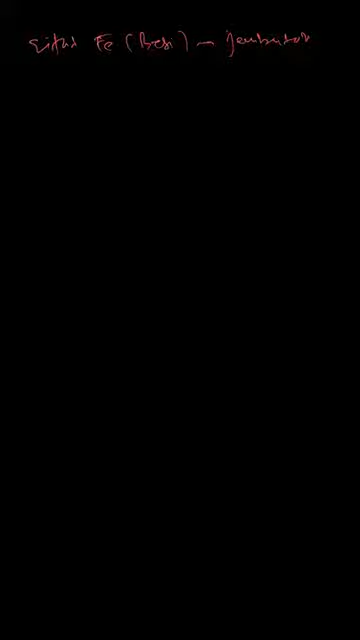 Sifat Fe (Besi) →